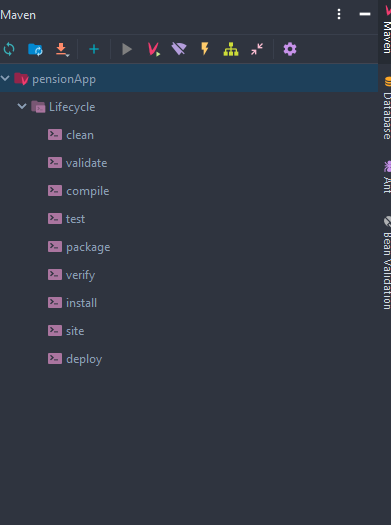 Maven
pensionApp
Lifecycle
clean
validate
compile
test
package
verify
install
site
deploy
Maven
Database
Ant
Bean Validation